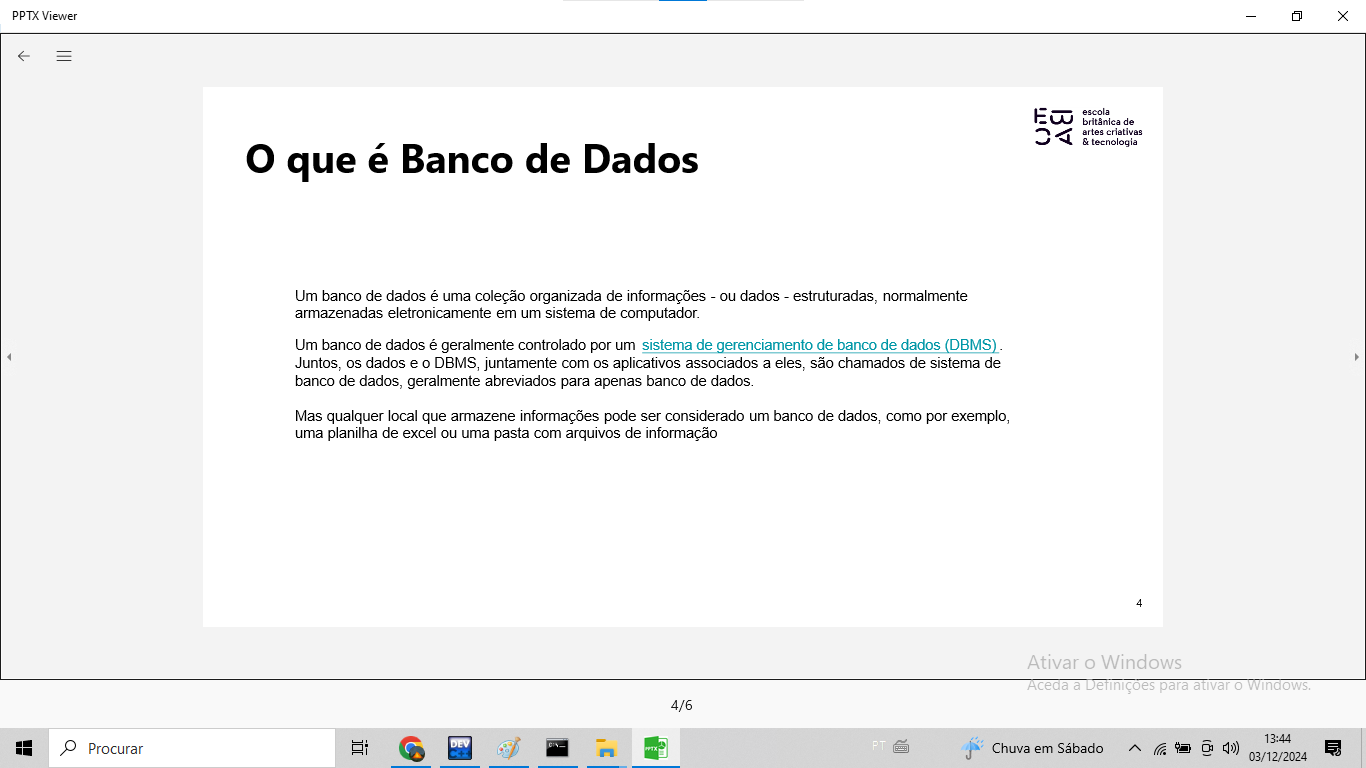 PPTX Viewer
escola
britânica de
artes criativas
& tecnologia
O que é Banco de Dados
Um banco de dados é uma coleção organizada de informações - ou dados - estruturadas, normalmente
armazenadas eletronicamente em um sistema de computador.
Um banco de dados é geralmente controlado por um sistema de gerenciamento de banco de dados (DBMS).
Juntos, os dados e o DBMS, juntamente com os aplicativos associados a eles, são chamados de sistema de
banco de dados, geralmente abreviados para apenas banco de dados.
Mas qualquer local que armazene informações pode ser considerado um banco de dados, como por exemplo,
uma planilha de excel ou uma pasta com arquivos de informação
4
Ativar o Windows
Aceda a Definições para ativar o Windows.
4/6
Procurar
DEV
PPTX
PT
Chuva em Sábado
13:44
03/12/2024